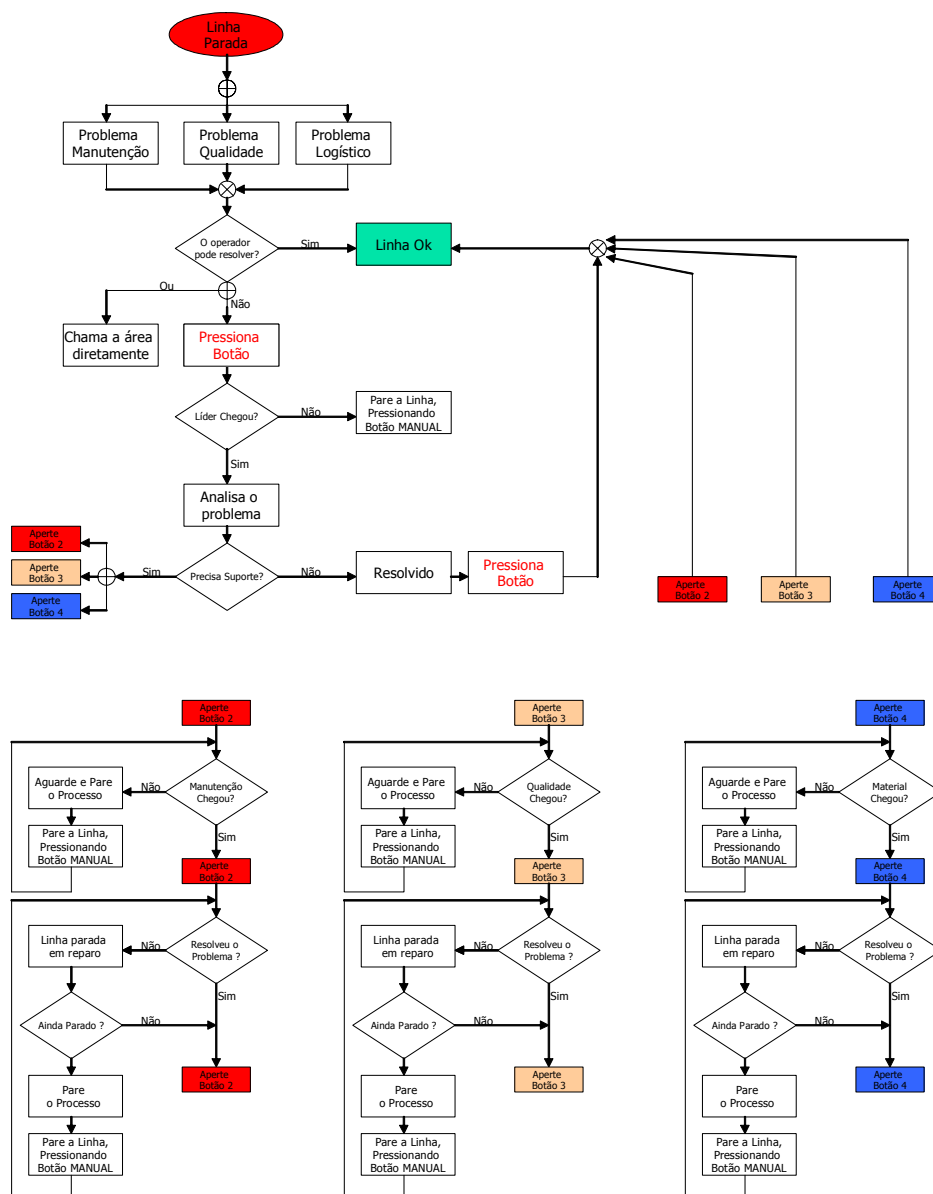 Linha
Parada
Problema
Manutenção
Problema
Qualidade
Problema
Logístico
O operador
pode resolver?
Sim
Linha Ok
Ou
Não
Chama a área
diretamente
Pressiona
Botão
Líder Chegou?
Não
Pare a Linha,
Pressionando
Botão MANUAL
Sim
Analisa o
problema
Aperte
Botão 2
Aperte
Botão 3
Aperte
Botão 4
Sim
Precisa Suporte?
Não
Resolvido
Pressiona
Botão
Aperte
Botão 2
Aperte
Botão 3
Aperte
Botão 4
Aperte
Botão 2
Manutenção
Chegou?
Não
Aguarde e Pare
o Processo
Pare a Linha,
Pressionando
Botão MANUAL
Sim
Aperte
Botão 2
Resolveu o
Problema ?
Não
Linha parada
em reparo
Sim
Ainda Parado ?
Não
Aperte
Botão 2
Pare
o Processo
Pare a Linha,
Pressionando
Botão MANUAL
Aperte
Botão 3
Qualidade
Chegou?
Não
Aguarde e Pare
o Processo
Pare a Linha,
Pressionando
Botão MANUAL
Sim
Aperte
Botão 3
Resolveu o
Problema ?
Não
Linha parada
em reparo
Sim
Ainda Parado ?
Não
Aperte
Botão 3
Pare
o Processo
Pare a Linha,
Pressionando
Botão MANUAL
Aperte
Botão 4
Material
Chegou?
Não
Aguarde e Pare
o Processo
Pare a Linha,
Pressionando
Botão MANUAL
Sim
Aperte
Botão 4
Resolveu o
Problema ?
Não
Linha parada
em reparo
Sim
Ainda Parado ?
Não
Aperte
Botão 4
Pare
o Processo
Pare a Linha,
Pressionando
Botão MANUAL